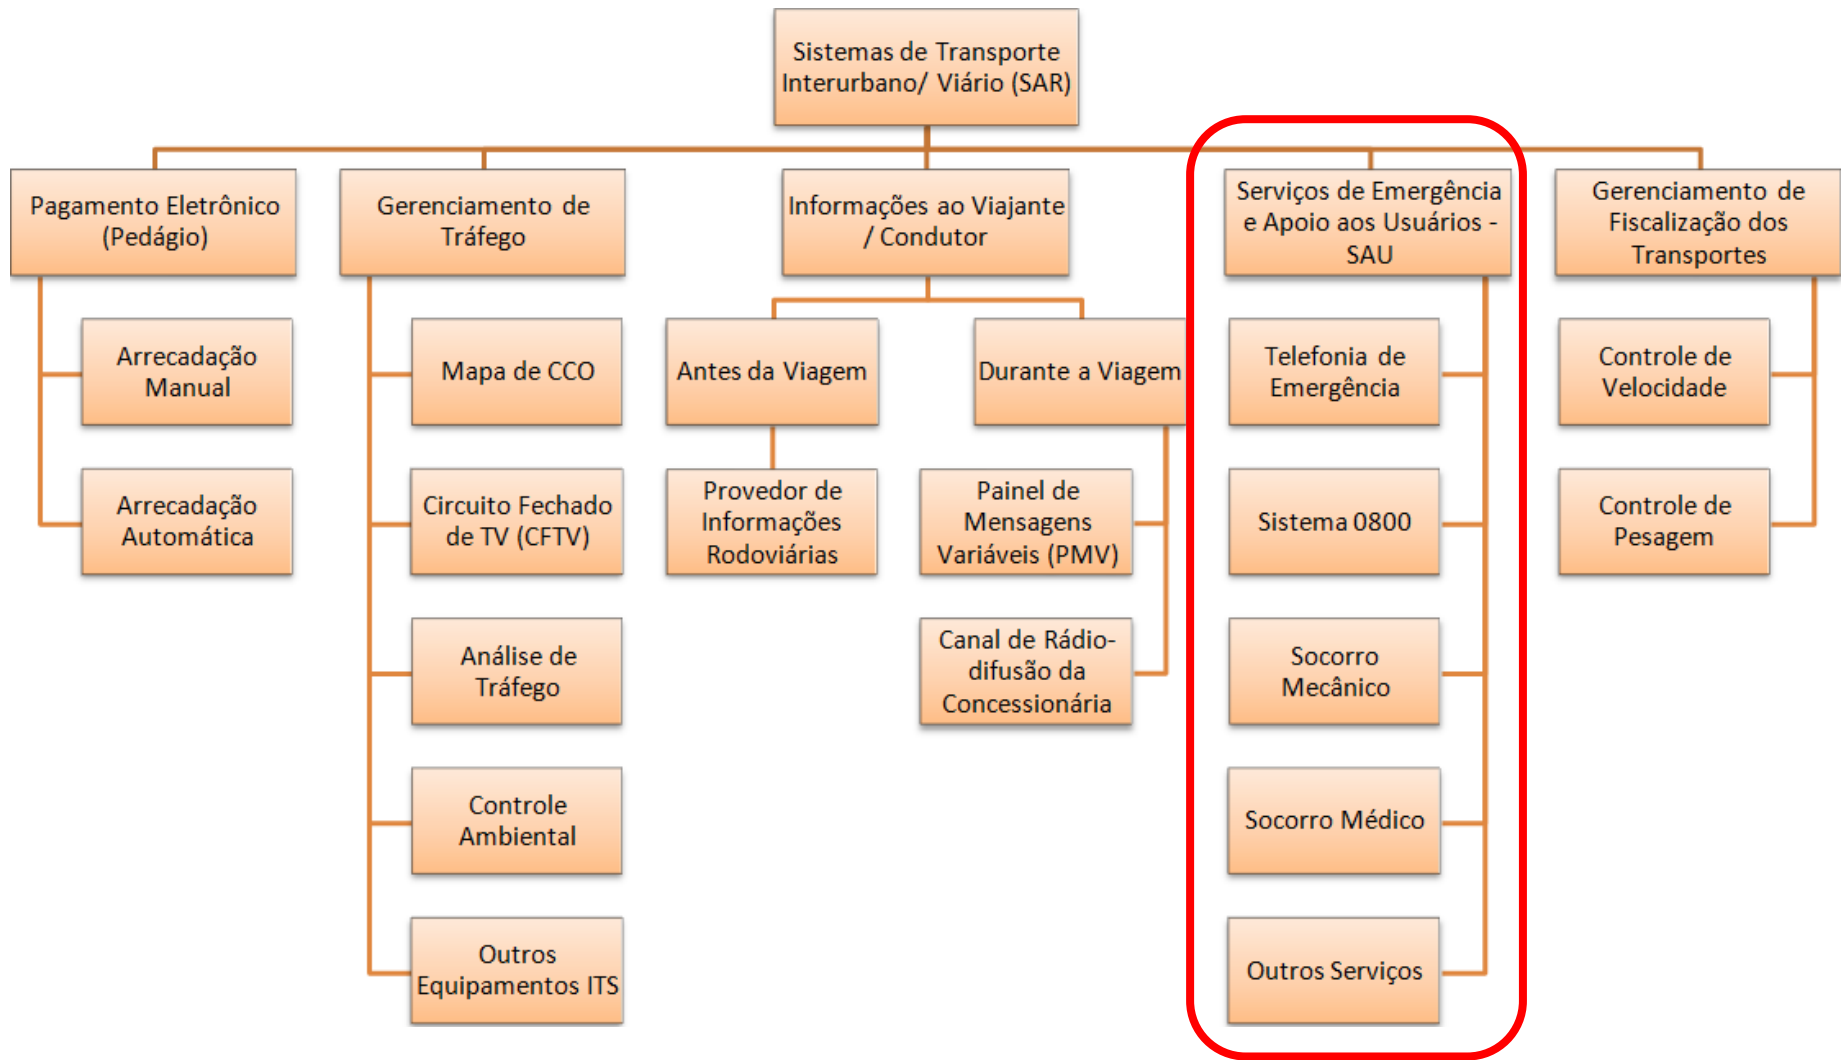 Sistemas de Transporte
Interurbano/ Viário (SAR)
Pagamento Eletrônico
(Pedágio)
Arrecadação
Manual
Arrecadação
Automática
Gerenciamento de
Tráfego
Mapa de CCO
Circuito Fechado
de TV (CFTV)
Análise de
Tráfego
Controle
Ambiental
Outros
Equipamentos ITS
Informações ao Viajante
/ Condutor
Antes da Viagem
Provedor de
Informações
Rodoviárias
Durante a Viagem
Painel de
Mensagens
Variáveis (PMV)
Canal de Rádio-
difusão da
Concessionária
Serviços de Emergência
e Apoio aos Usuários -
SAU
Telefonia de
Emergência
Sistema 0800
Socorro
Mecânico
Socorro Médico
Outros Serviços
Gerenciamento de
Fiscalização dos
Transportes
Controle de
Velocidade
Controle de
Pesagem